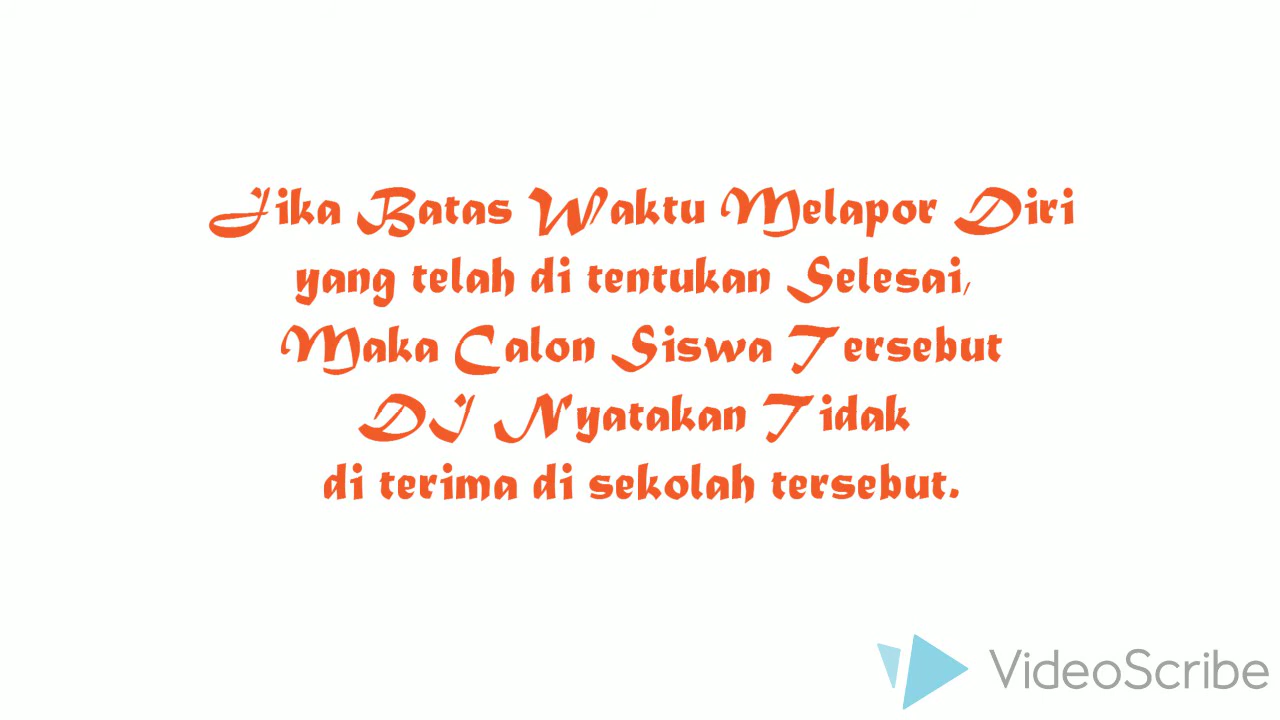 Jika Batas Waktu Melapor Diri
yang telah di tentukan Selesai,
Maka Calon Siswa Tersebut
DI Nyatakan Tidak
di terima di sekolah tersebut.
VideoScribe